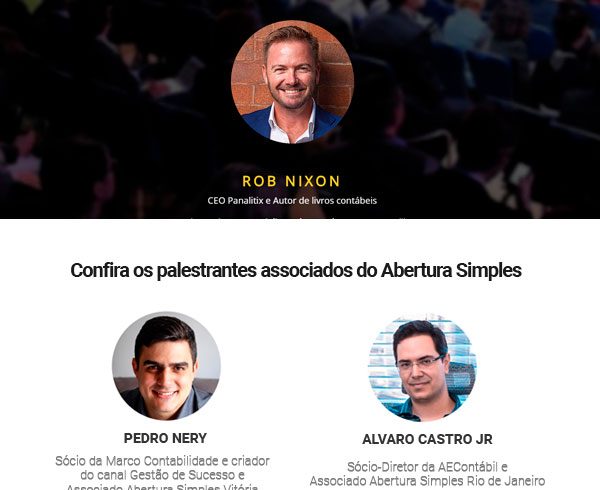 ROB NIXON
CEO Panalitix e Autor de livros contábeis
Confira os palestrantes associados do Abertura Simples
PEDRO NERY
Sócio da Marco Contabilidade e criador
do canal Gestão de Sucesso e
Associado Abertura Simples Vitória
ALVARO CASTRO JR
Sócio-Diretor da AEContábil e
Associado Abertura Simples Rio de Janeiro